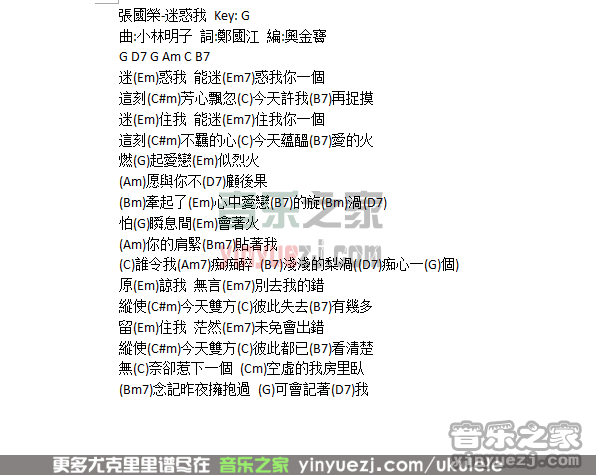 張國榮-迷惑我 Key: G
曲:小林明子 詞:鄭國江 編:奧金寶
G D7 G Am C B7
迷(Em)惑我 能迷(Em7)惑我你一個
這刻(C#m)芳心飄忽(C)今天許我(B7)再捉摸
迷(Em)住我 能迷(Em7)住我你一個
這刻(C#m)不羈的心(C)今天蘊醞(B7)愛的火
燃(G)起愛戀(Em)似烈火
(Am)愿與你不(D7)顧後果
(Bm)牽起了(Em)心中愛戀(B7)的旋(Bm)渦(D7)
怕(G)瞬息間(Em)會著火
(Am)你的肩緊(Bm7)貼著我
(C)誰令我(Am7)痴痴醉 (B7)淺淺的梨渦((D7)痴心一(G)個)
原(Em)諒我 無言(Em7)別去我的錯
縱使(C#m)今天雙方(C)彼此失去(B7)有幾多
留(Em)住我 茫然(Em7)未免會出錯
縱使(C#m)今天雙方(C)彼此都已(B7)看清楚
無(C)奈卻惹下一個 (Cm)空虛的我房里臥
(Bm7)念記昨夜擁抱過 (G)可會記著(D7)我
音乐之家
yinyuezj.com
音乐之家
yinyuezj.com
更多尤克里里谱尽在 音乐之家 yinyuezj.com/ukulele